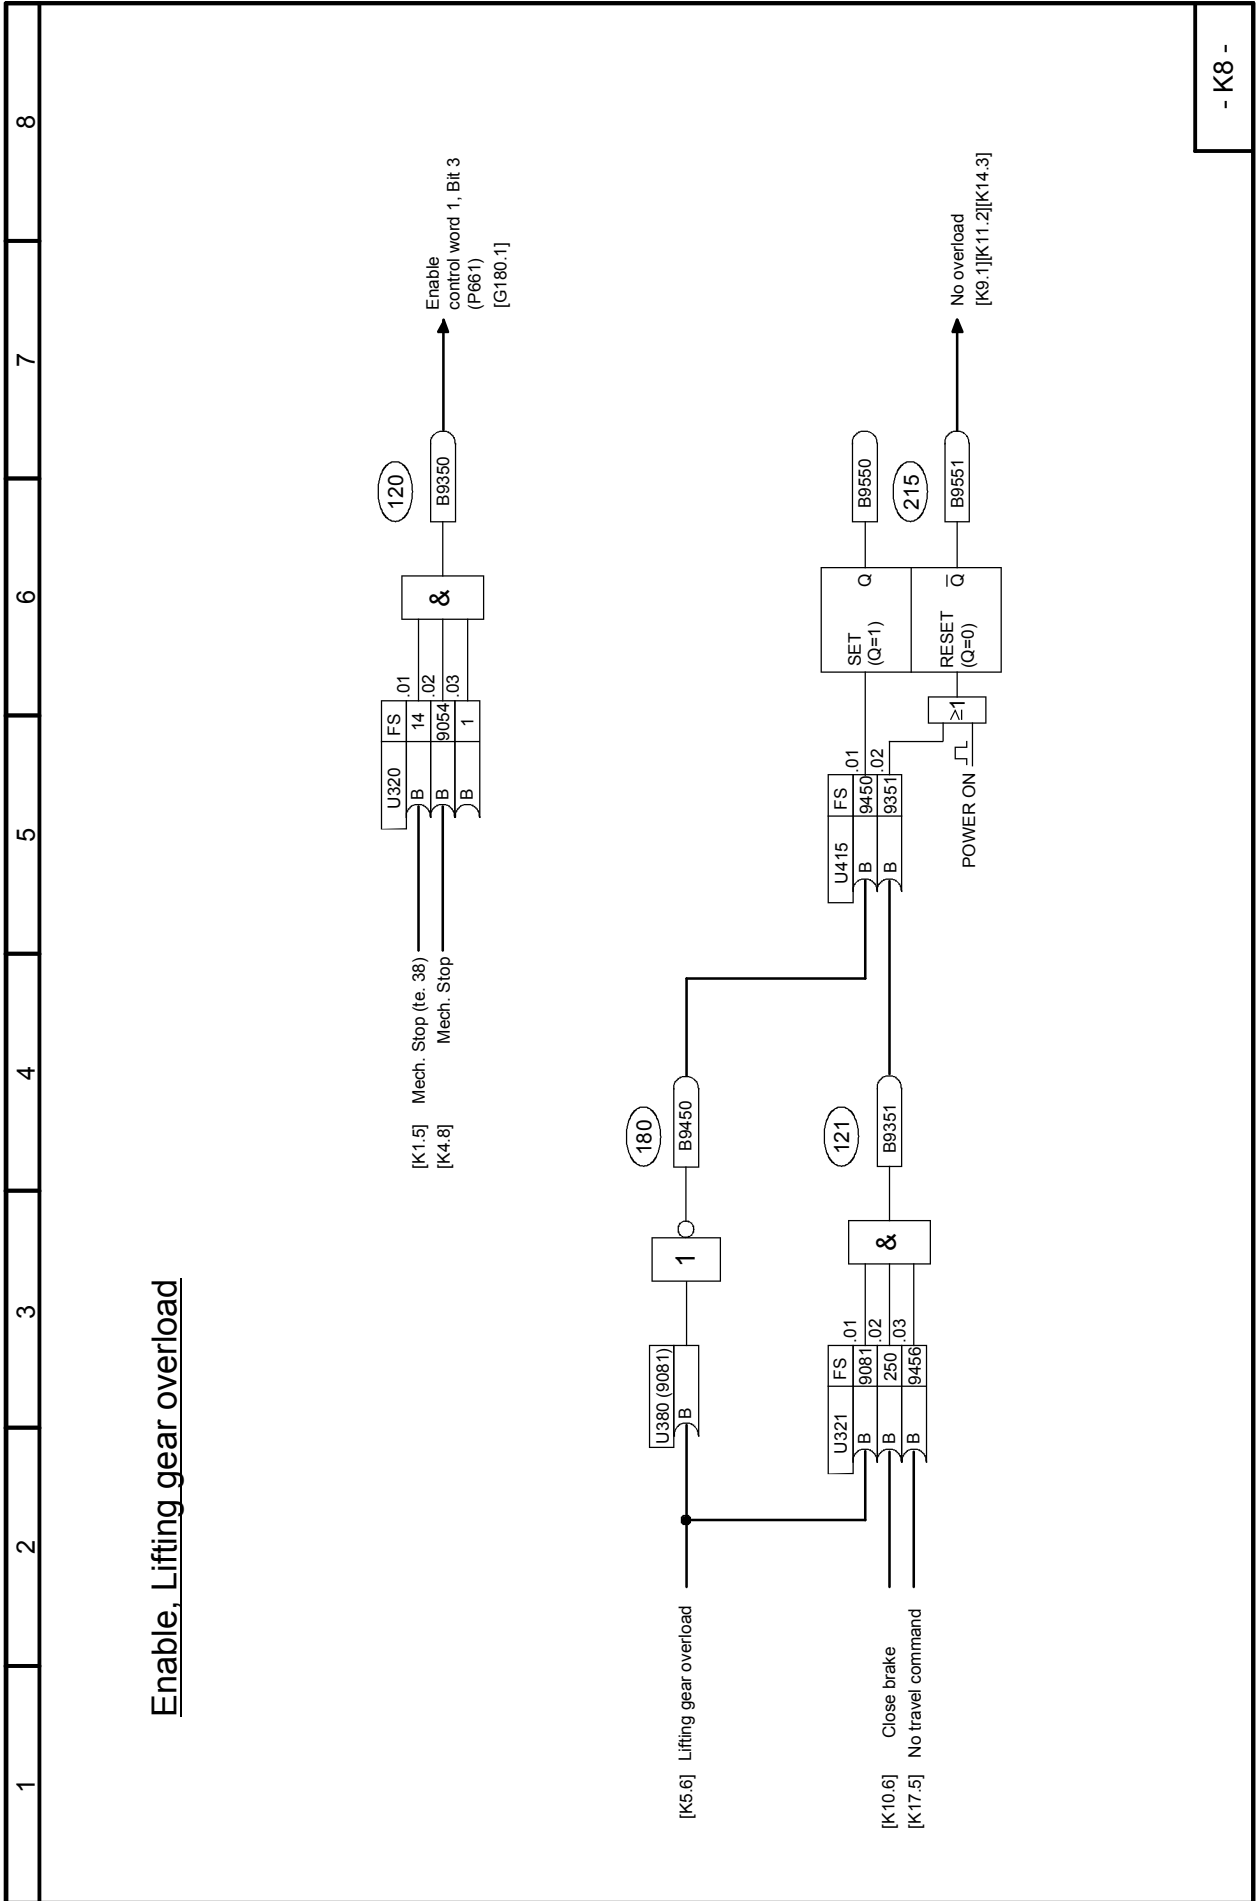 1 2 3 4 5 6 7 8
Enable, Lifting gear overload
U320 FS
[K1.5] Mech. Stop (te. 38) B 14 .01
[K4.8] Mech. Stop B 9054 .02
B 1 .03
&
120
B9350
Enable
control word 1, Bit 3
(P661)
[G180.1]
[K5.6] Lifting gear overload
U380 (9081)
B
1
180
B9450
U321 FS
B 9081 .01
[K10.6] Close brake B 250 .02
[K17.5] No travel command B 9456 .03
&
121
B9351
U415 FS
B 9450 .01
B 9351 .02
POWER ON
≥1
SET
(Q=1)
Q
RESET
(Q=0)
Q̅
B9550
215
B9551
No overload
[K9.1][K11.2][K14.3]
- K8 -